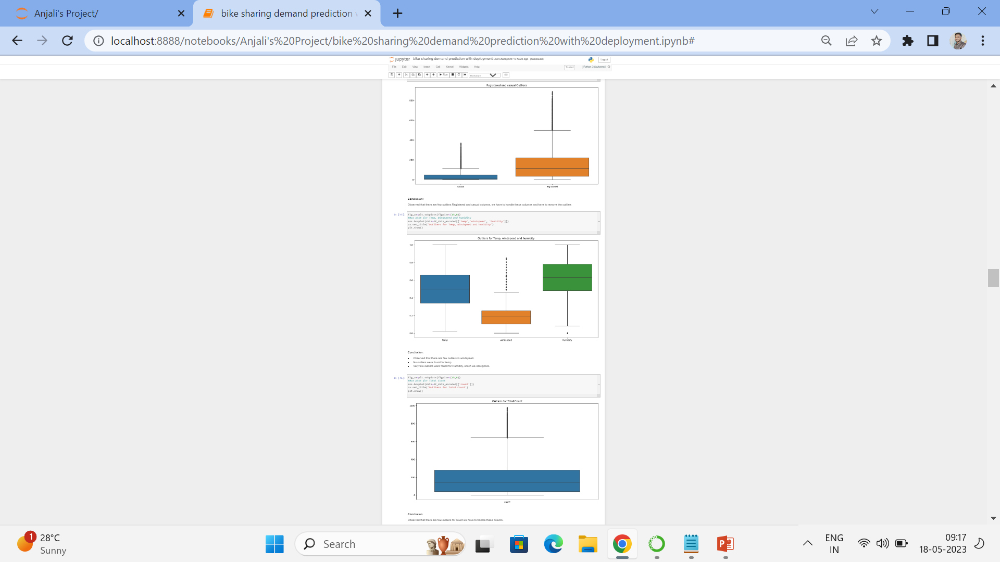 Anjali's Project/
bike sharing demand prediction
localhost:8888/notebooks/Anjali's%20Project/bike%20sharing%20demand%20prediction%20with%20deployment.ipynb#
jupyter bike sharing demand prediction with deployment Last Checkpoint: 10 hours ago (autosaved)
Logout
File Edit View Insert Cell Kernel Widgets Help
Trusted
Python 3 (ipykernel)
Run
Markdown
Registered and casual Outliers
800
600
400
200
0
casual registered
Conclusion:
Observed that there are few outliers Registered and casual columns, we have to handle these columns and have to remove the outliers
fig,ax=plt.subplots(figsize=(15,8))
#Box plot for Temp, windspeed and humidity
sns.boxplot(data=df_data_encoded[['temp','windspeed', 'humidity']])
ax.set_title('Outliers for Temp, windspeed and humidity')
plt.show()
Outliers for Temp, windspeed and humidity
1.0
0.8
0.6
0.4
0.2
0.0
temp windspeed humidity
Conclusion:
Observed that there are few outliers in windspeed.
No outliers were found for temp.
Very few outliers were found for Humidity, which we can ignore.
fig,ax=plt.subplots(figsize=(15,8))
#Box plot for Total Count
sns.boxplot(data=df_data_encoded[['count']])
ax.set_title('Outliers for Total Count')
plt.show()
Outliers for Total Count
1000
800
600
400
200
0
count
Conclusion
Observed that there are few outliers for count we have to handle these column.
1
28°C
Sunny
Search
ENG
IN
09:17
18-05-2023